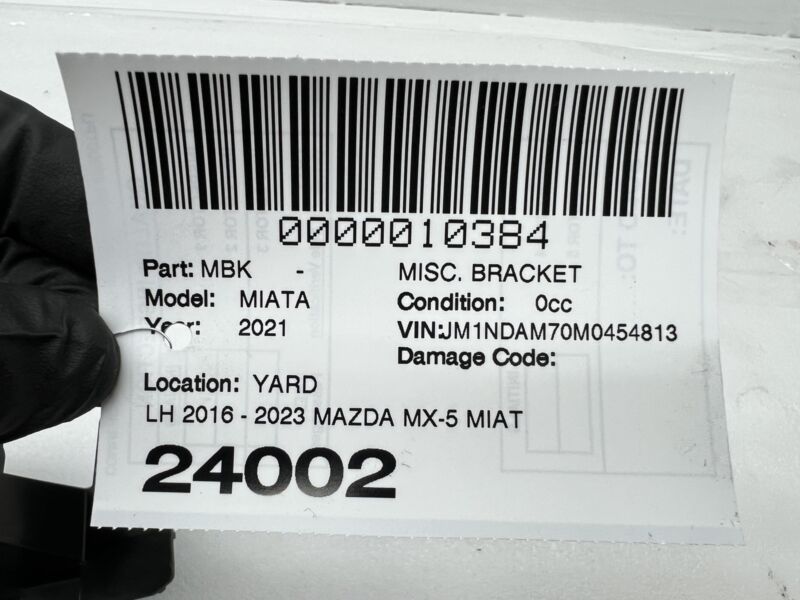 0000010384
Part: MBK - MISC. BRACKET
Model: MIATA Condition: 0cc
Year: 2021 VIN:JM1NDAM70M0454813
Damage Code:
Location: YARD
LH 2016 - 2023 MAZDA MX-5 MIAT
24002